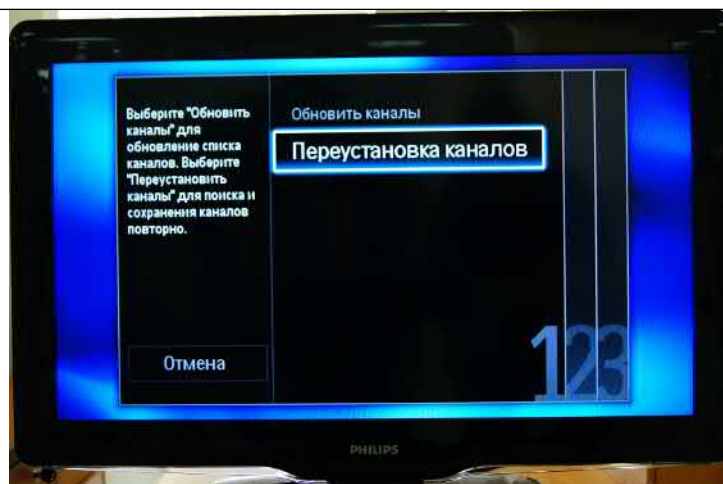 Выберите "Обновить
каналы" для
обновление списка
каналов. Выберите
"Переустановить
каналы" для поиска и
сохранения каналов
повторно.
Обновить каналы
Переустановка каналов
Отмена
123
PHILIPS